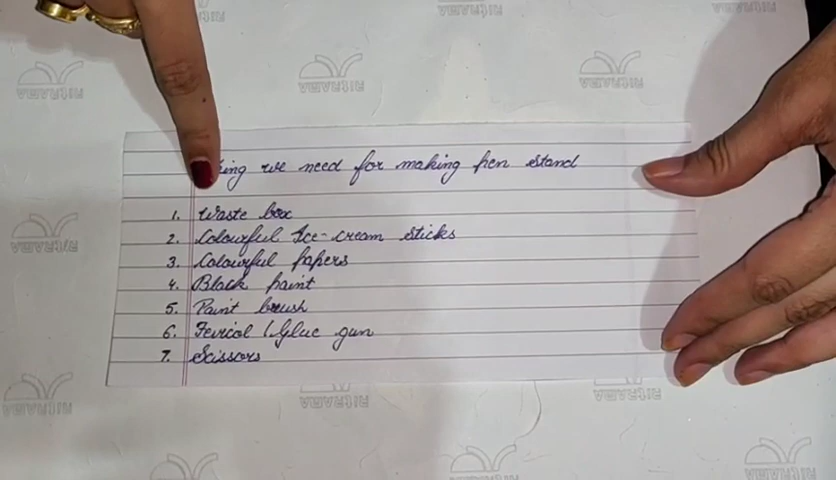 king we need for making pen stand
1. Waste box
2. Colourful Ice-cream sticks
3. Colourful papers
4. Black paint
5. Paint brush
6. Fevicol / Glue gun
7. Scissors